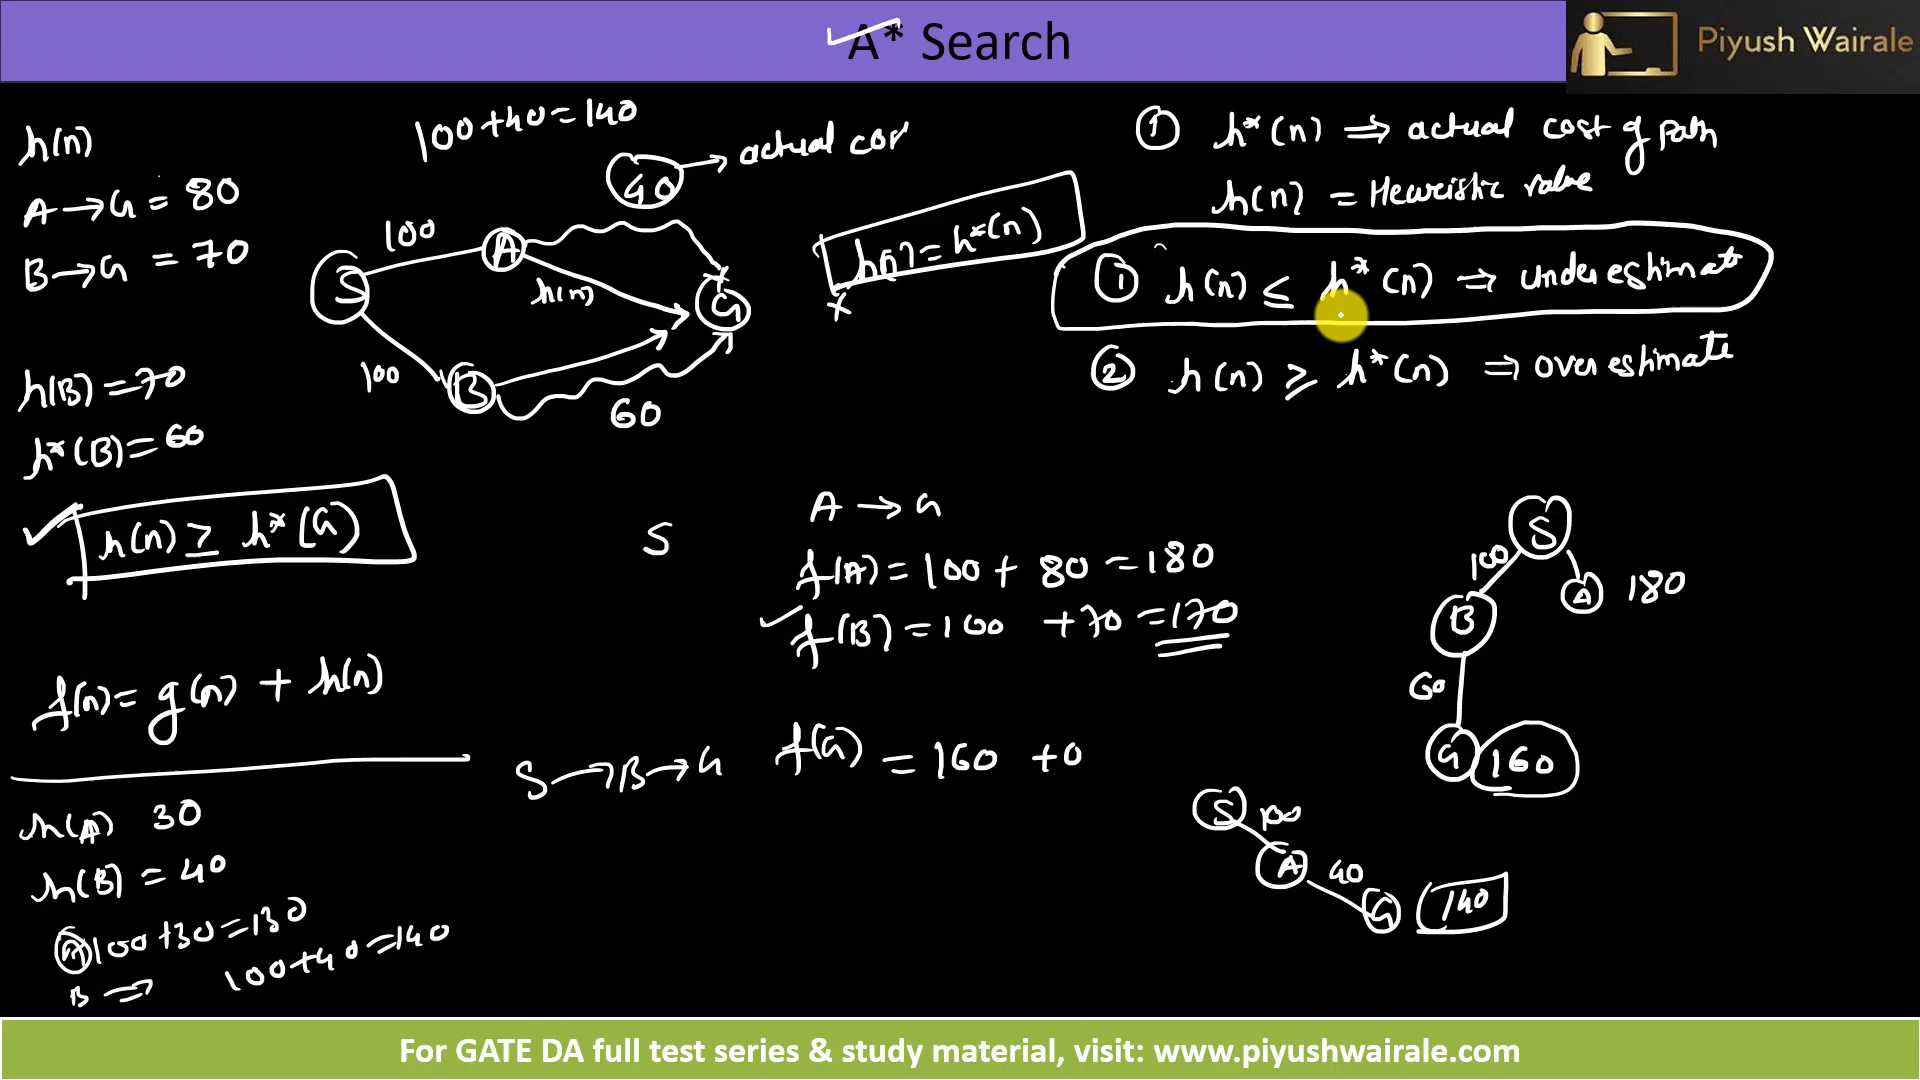 A* Search
Piyush Wairale
h(n)
A → G = 80
B → G = 70
100+40=140
40 → actual
h(n) = h*(n)
S
100
A
h(n)
G
100
B
60
① h*(n) ⇒ actual cost of path
h(n) = Heuristic value
① h(n) ≤ h*(n) ⇒ underestimate
② h(n) ≥ h*(n) ⇒ overestimate
h(B) = 70
h*(B) = 60
h(n) ≥ h*(G)
S
A → G
f(A) = 100 + 80 = 180
f(B) = 100 + 70 = 170
f(n) = g(n) + h(n)
S → B → G f(G) = 160 + 0
S
100
B
A 180
60
G 160
S 100
A 40
G 140
h(A) 30
h(B) = 40
A 100+30=130
B ⇒ 100+40=140
For GATE DA full test series & study material, visit: www.piyushwairale.com